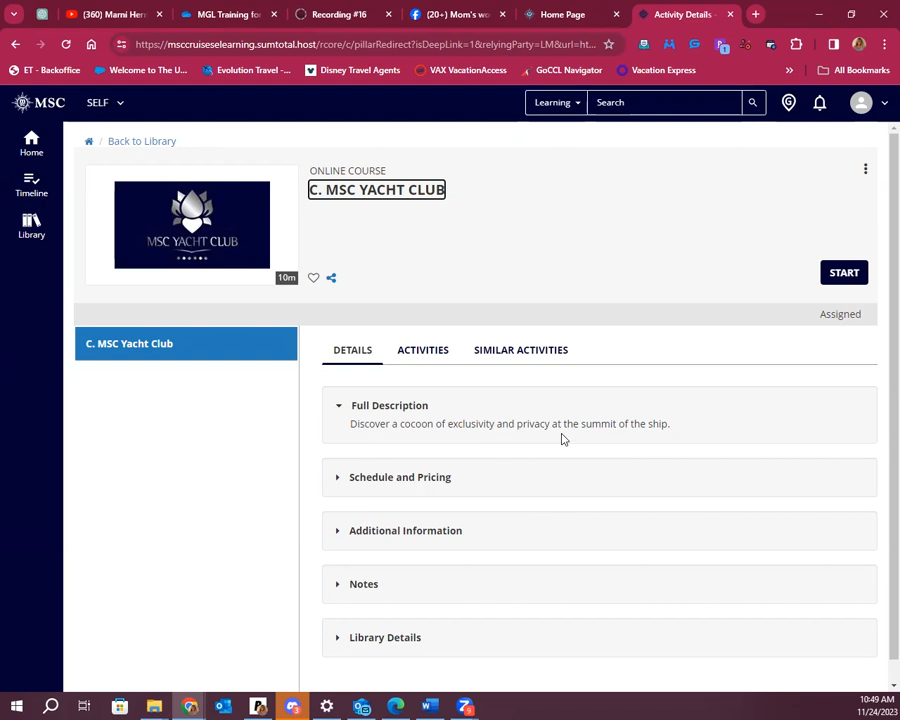 (360) Marni Her
MGL Training for
Recording #16
(20+) Mom's wo
Home Page
Activity Details -
https://msccruiseselearning.sumtotal.host/rcore/c/pillarRedirect?isDeepLink=1&relyingParty=LM&url=ht...
ET - Backoffice
Welcome to The U...
Evolution Travel -...
Disney Travel Agents
VAX VacationAccess
GoCCL Navigator
Vacation Express
All Bookmarks
MSC
SELF
Learning
Search
Home
Timeline
Library
Back to Library
ONLINE COURSE
C. MSC YACHT CLUB
MSC YACHT CLUB
10m
START
Assigned
C. MSC Yacht Club
DETAILS
ACTIVITIES
SIMILAR ACTIVITIES
Full Description
Discover a cocoon of exclusivity and privacy at the summit of the ship.
Schedule and Pricing
Additional Information
Notes
Library Details
10:49 AM
11/24/2023